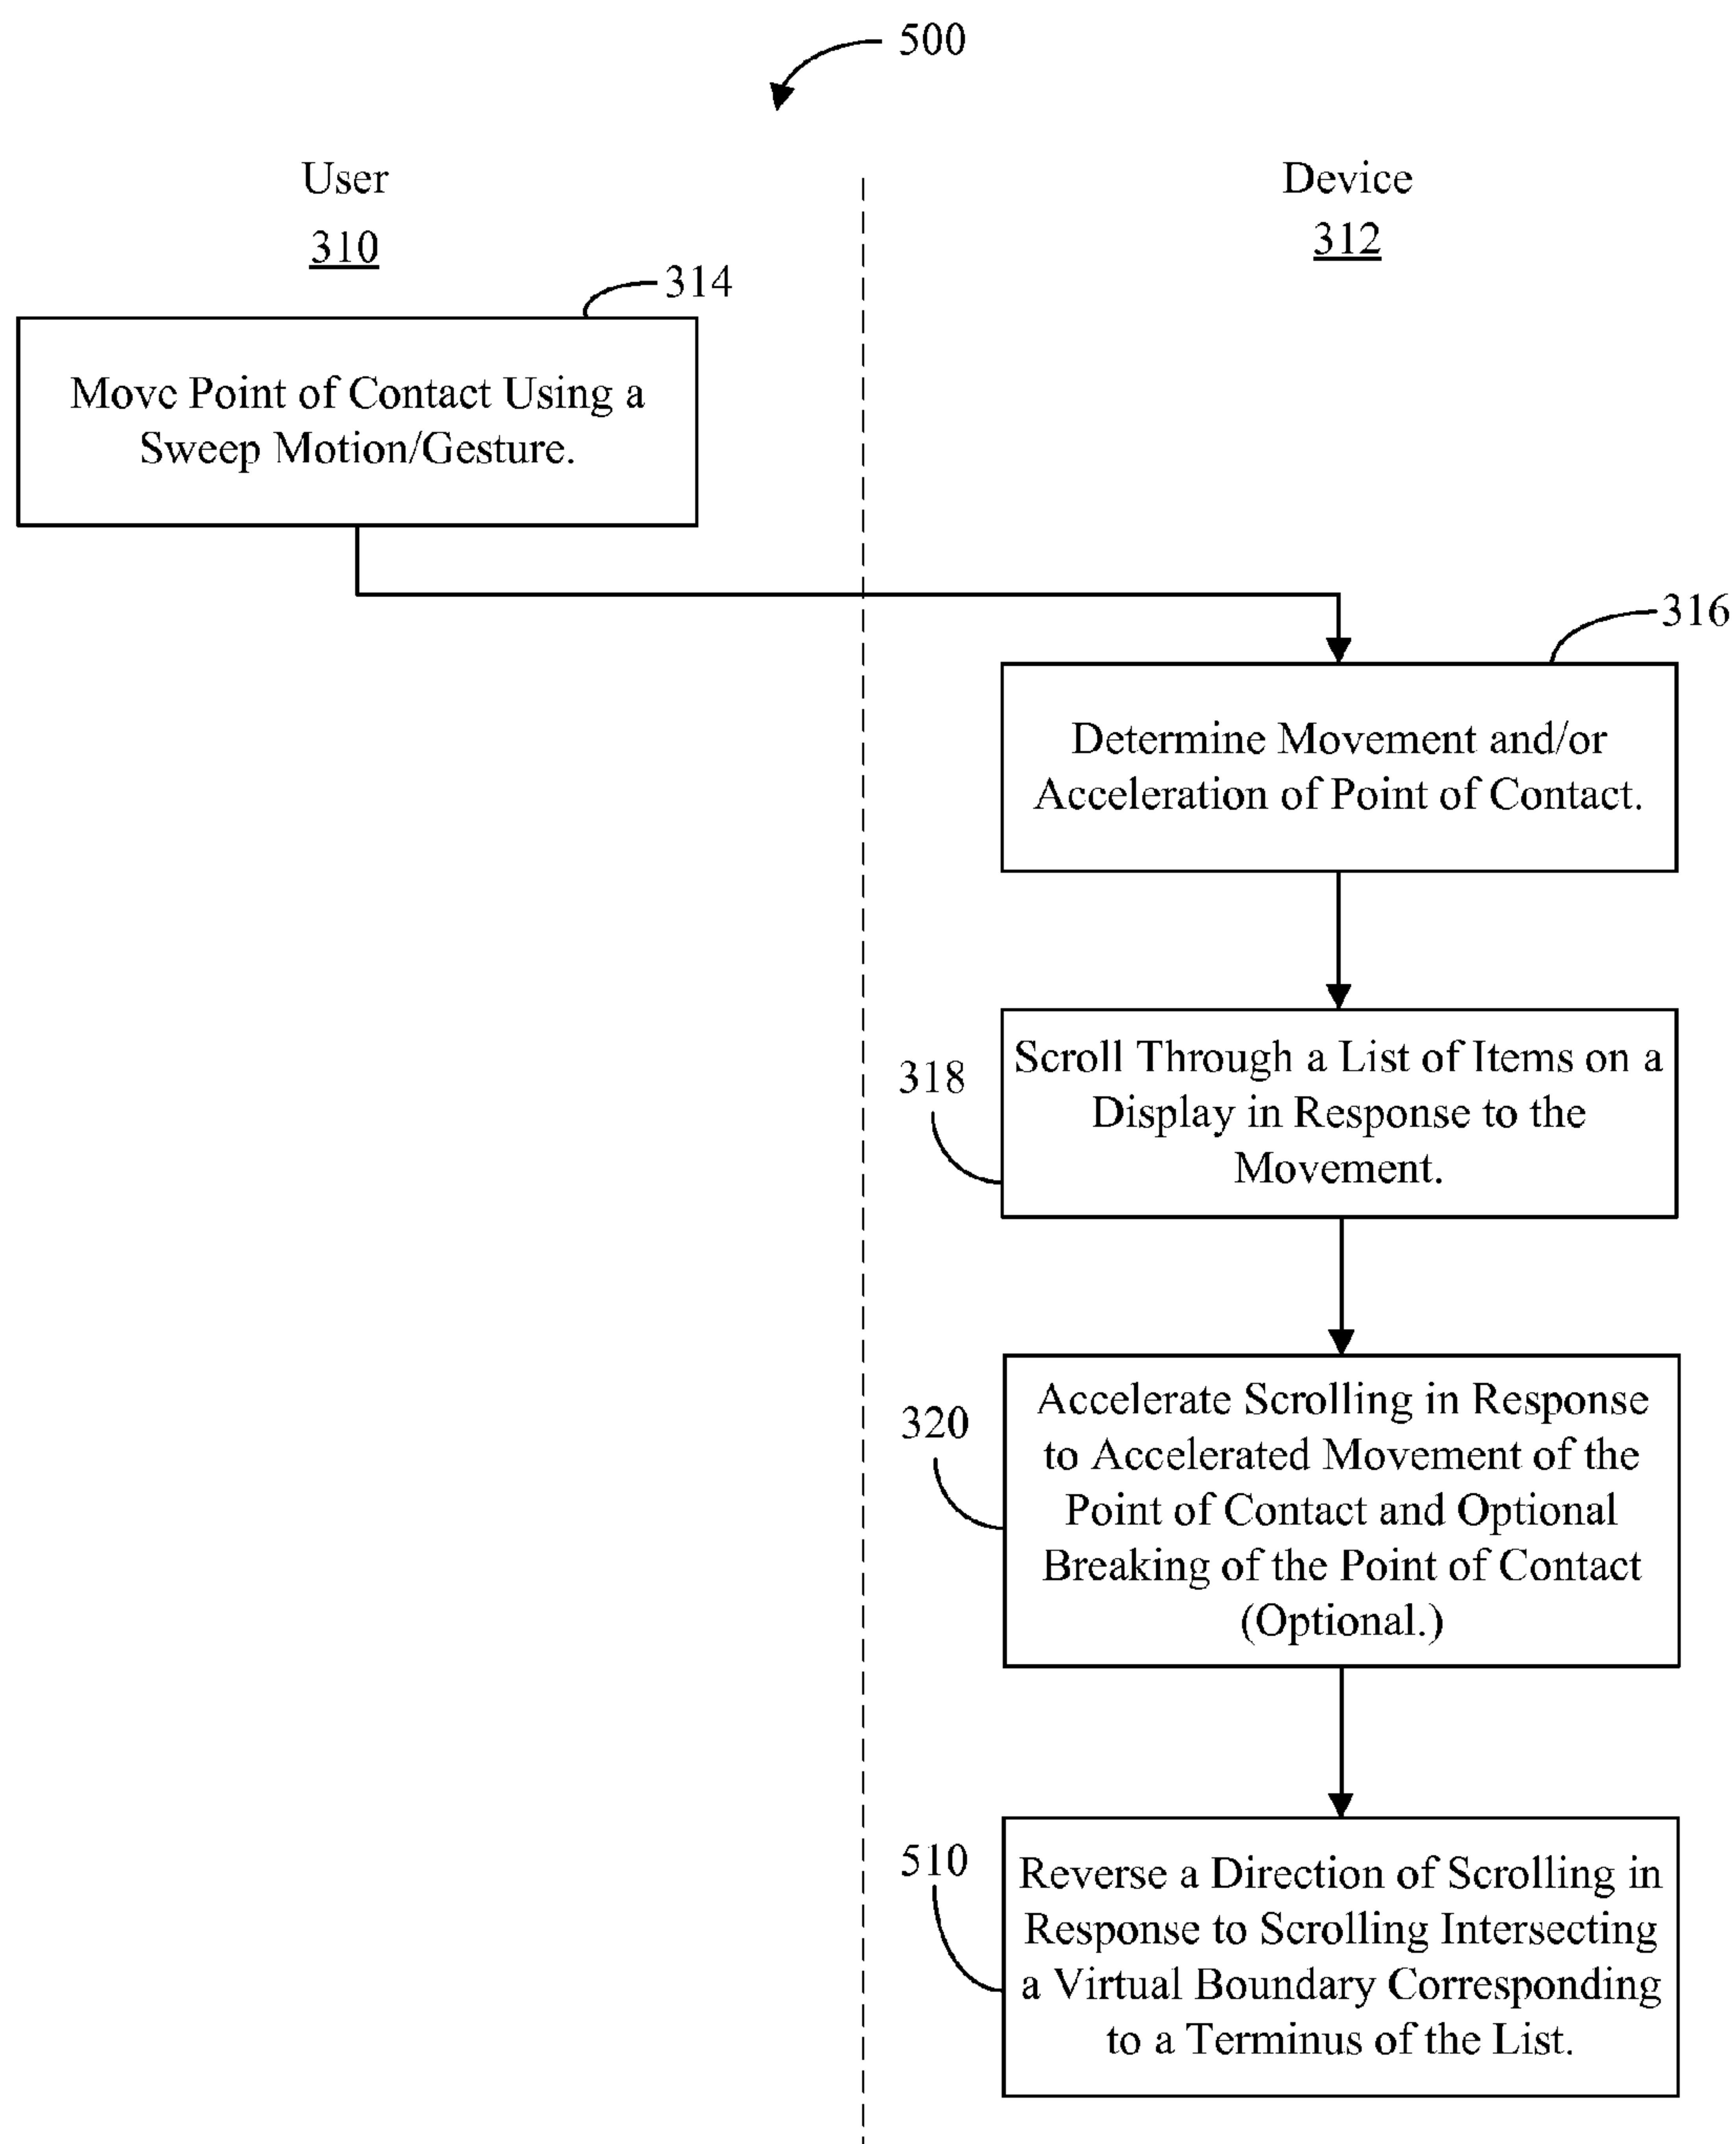 500
User
310
Device
312
314
Move Point of Contact Using a
Sweep Motion/Gesture.
316
Determine Movement and/or
Acceleration of Point of Contact.
318
Scroll Through a List of Items on a
Display in Response to the
Movement.
320
Accelerate Scrolling in Response
to Accelerated Movement of the
Point of Contact and Optional
Breaking of the Point of Contact
(Optional.)
510
Reverse a Direction of Scrolling in
Response to Scrolling Intersecting
a Virtual Boundary Corresponding
to a Terminus of the List.